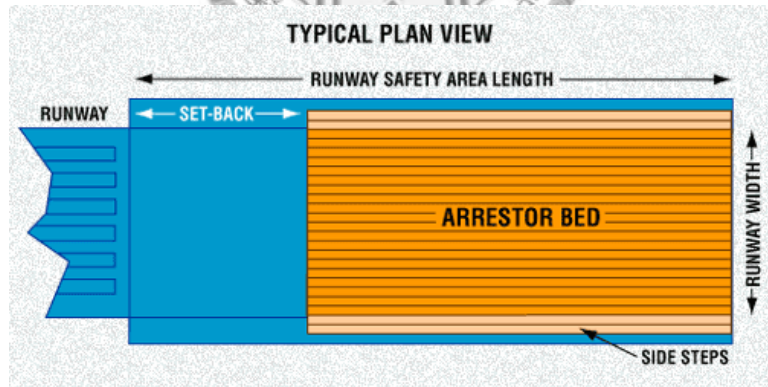 TYPICAL PLAN VIEW
RUNWAY SAFETY AREA LENGTH
RUNWAY
SET-BACK
ARRESTOR BED
RUNWAY WIDTH
SIDE STEPS